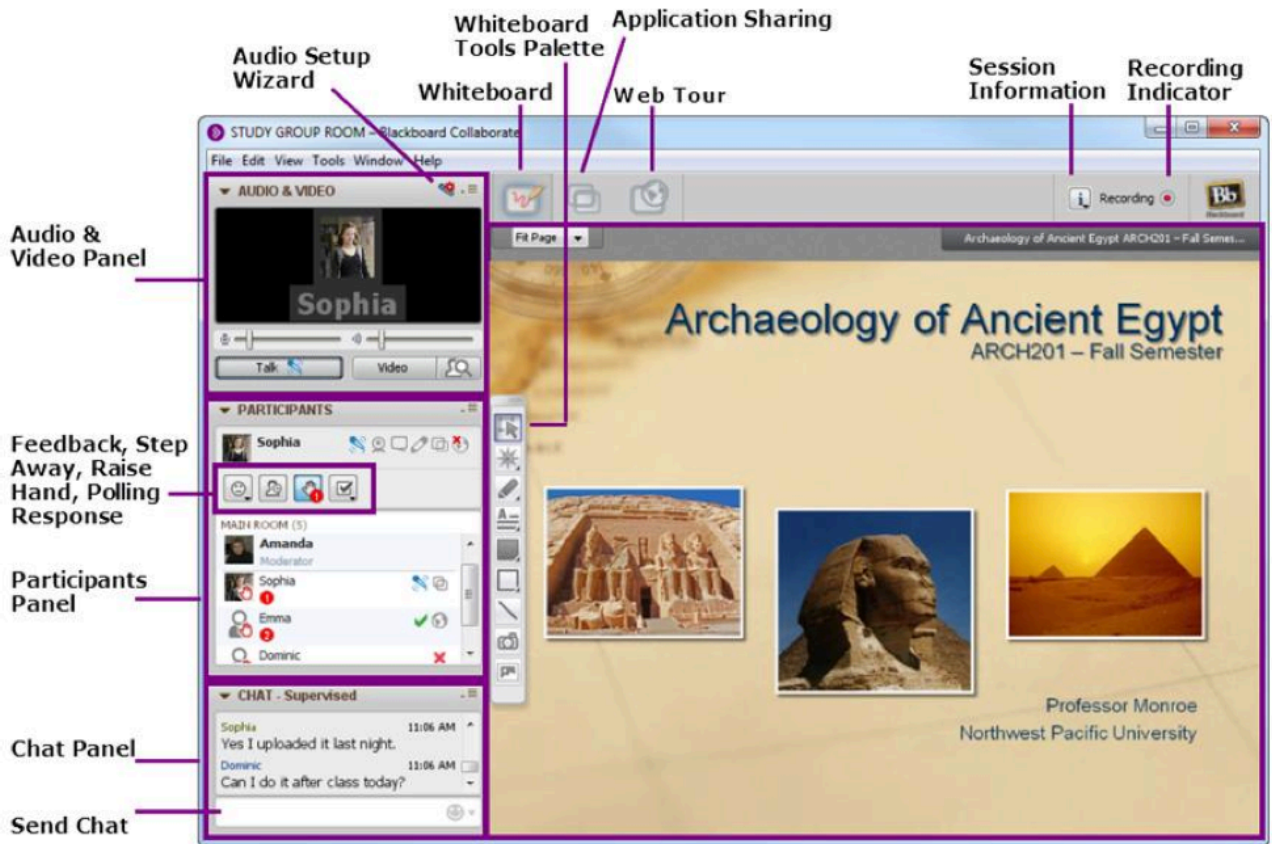 Whiteboard
Tools Palette
Application Sharing
Audio Setup
Wizard
Whiteboard
Web Tour
Session
Information
Recording
Indicator
STUDY GROUP ROOM – Blackboard Collaborate
File Edit View Tools Window Help
AUDIO & VIDEO
Sophia
Talk
Video
Audio &
Video Panel
PARTICIPANTS
Sophia
1
Feedback, Step
Away, Raise
Hand, Polling
Response
MAIN ROOM (5)
Amanda
Moderator
Sophia
1
Emma
2
Dominic
Participants
Panel
CHAT - Supervised
Sophia 11:06 AM
Yes I uploaded it last night.
Dominic 11:06 AM
Can I do it after class today?
Chat Panel
Send Chat
i Recording
Bb
Blackboard
Fit Page
Archaeology of Ancient Egypt ARCH201 – Fall Semes...
Archaeology of Ancient Egypt
ARCH201 – Fall Semester
A
Professor Monroe
Northwest Pacific University